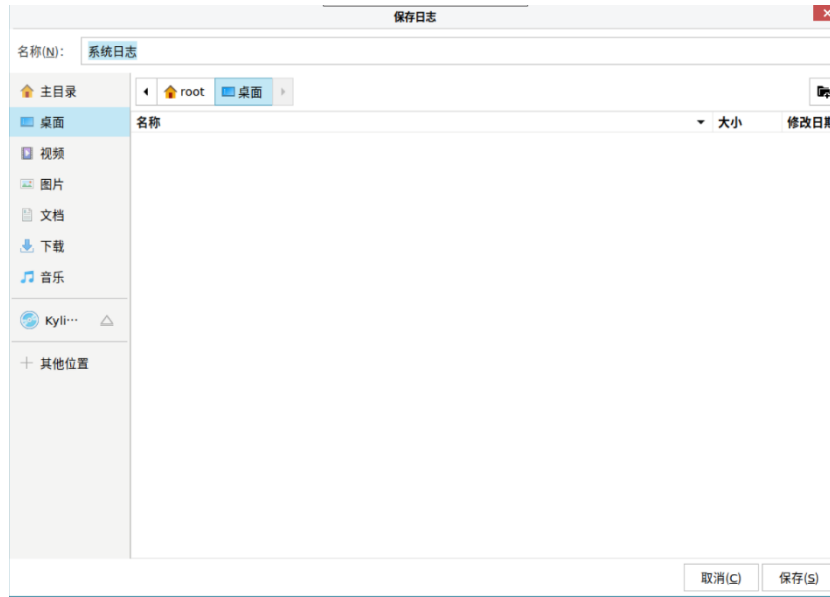 保存日志
名称(N): 系统日志
主目录
root 桌面
桌面
名称 大小 修改日期
视频
图片
文档
下载
音乐
Kyli…
其他位置
取消(C) 保存(S)